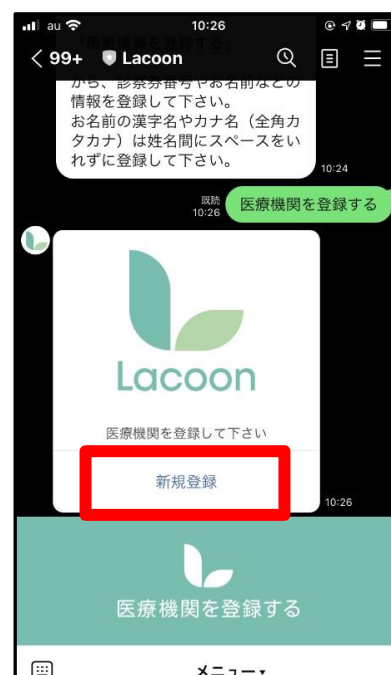 au 10:26
99+ Lacoon
から、診察券番号やお名前などの
情報を登録して下さい。
お名前の漢字名やカナ名（全角カ
タカナ）は姓名間にスペースをい
れずに登録して下さい。
10:24
既読
10:26
医療機関を登録する
Lacoon
医療機関を登録して下さい
新規登録
10:26
医療機関を登録する
メニュー▾